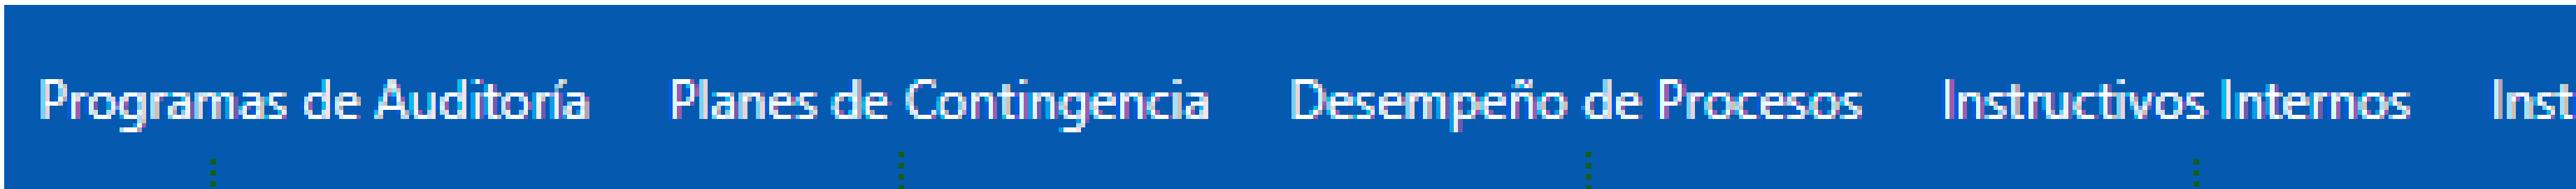 Programas de Auditoría Planes de Contingencia Desempeño de Procesos Instructivos Internos